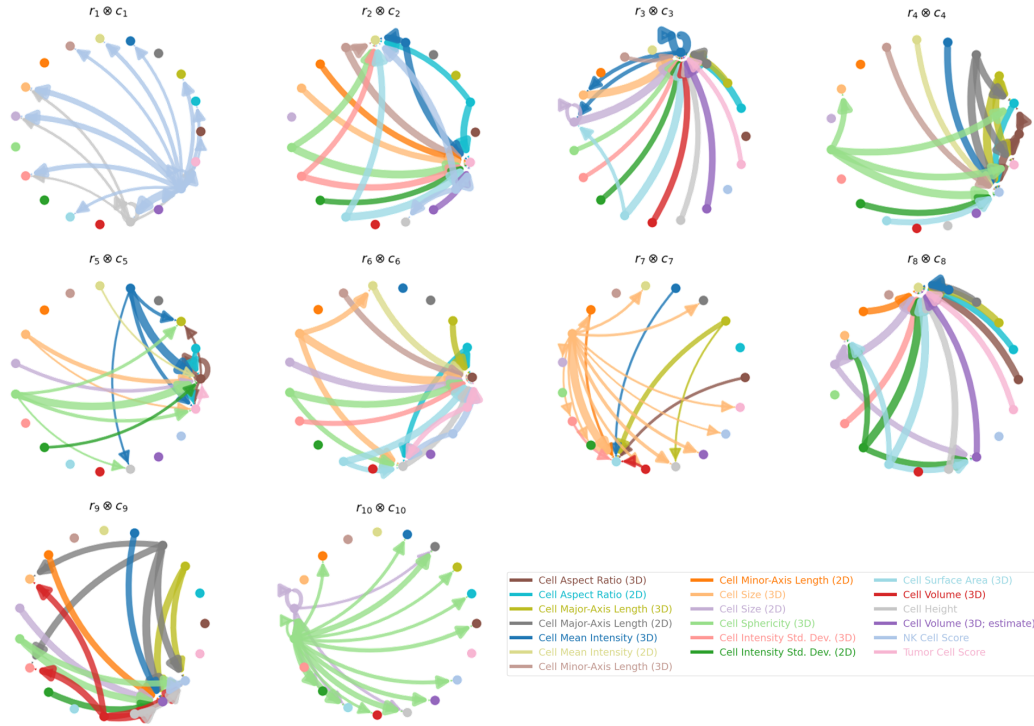 r₁ ⊗ c₁
r₂ ⊗ c₂
r₃ ⊗ c₃
r₄ ⊗ c₄
r₅ ⊗ c₅
r₆ ⊗ c₆
r₇ ⊗ c₇
r₈ ⊗ c₈
r₉ ⊗ c₉
r₁₀ ⊗ c₁₀
Cell Aspect Ratio (3D)
Cell Aspect Ratio (2D)
Cell Major-Axis Length (3D)
Cell Major-Axis Length (2D)
Cell Mean Intensity (3D)
Cell Mean Intensity (2D)
Cell Minor-Axis Length (3D)
Cell Minor-Axis Length (2D)
Cell Size (3D)
Cell Size (2D)
Cell Sphericity (3D)
Cell Intensity Std. Dev. (3D)
Cell Intensity Std. Dev. (2D)
Cell Surface Area (3D)
Cell Volume (3D)
Cell Height
Cell Volume (3D; estimate)
NK Cell Score
Tumor Cell Score